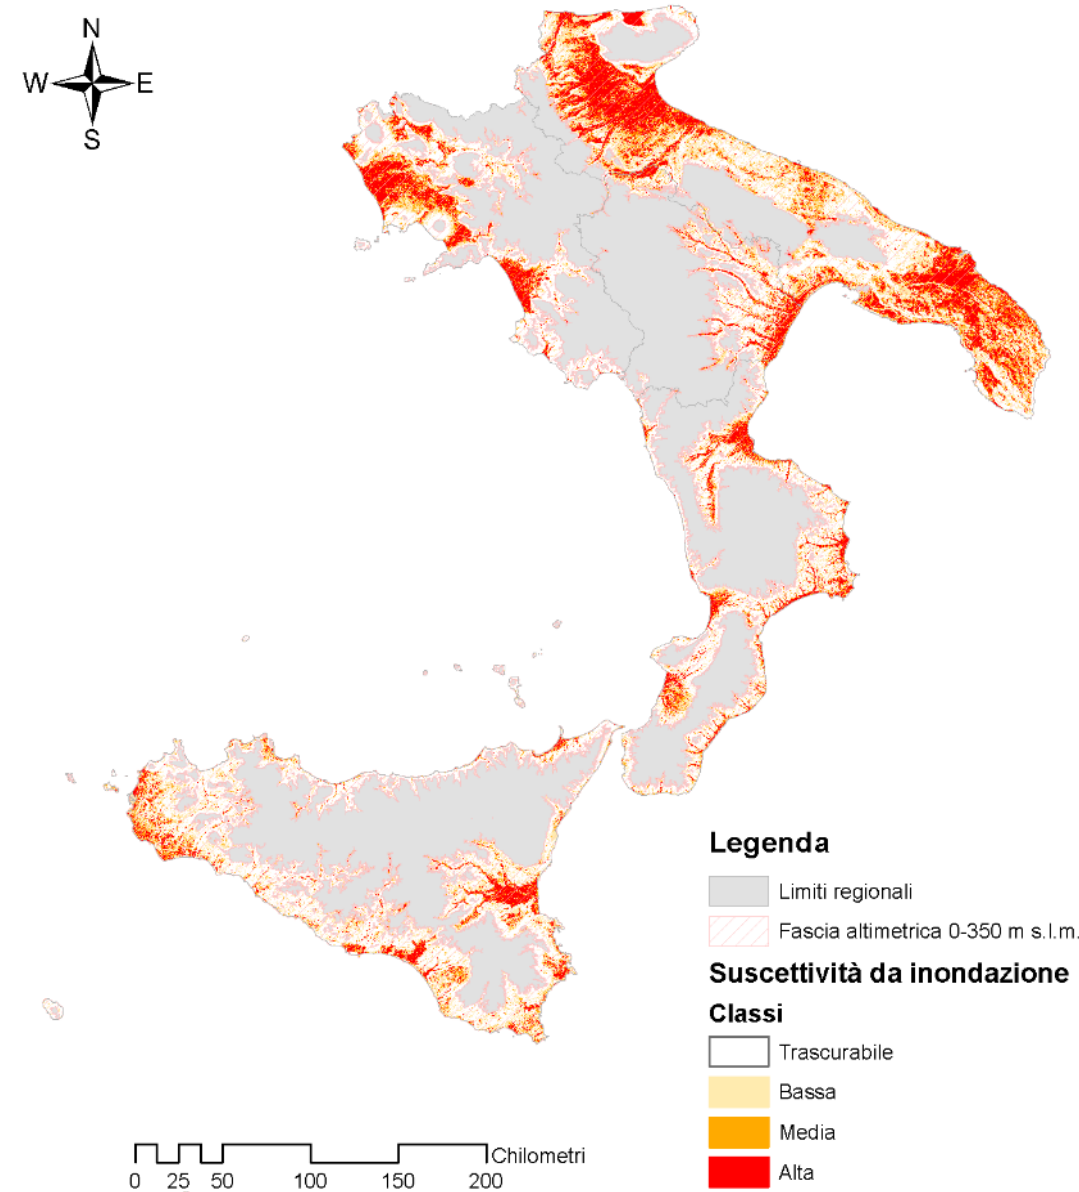 N
W E
S
Legenda
Limiti regionali
Fascia altimetrica 0-350 m s.l.m.
Suscettività da inondazione
Classi
Trascurabile
Bassa
Media
Alta
Chilometri
0 25 50 100 150 200